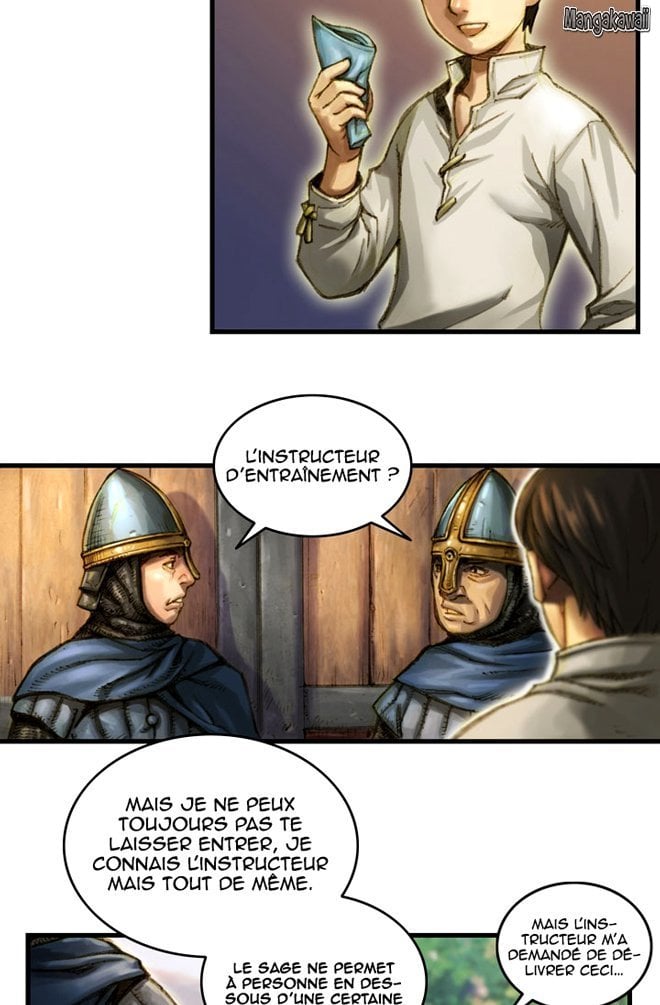 Mangakawaii
L'INSTRUCTEUR
D'ENTRAÎNEMENT ?
MAIS JE NE PEUX
TOUJOURS PAS TE
LAISSER ENTRER, JE
CONNAIS L'INSTRUCTEUR
MAIS TOUT DE MÊME.
MAIS L'INS-
TRUCTEUR M'A
DEMANDÉ DE DÉ-
LIVRER CECI...
LE SAGE NE PERMET
À PERSONNE EN DES-
SOUS D'UNE CERTAINE